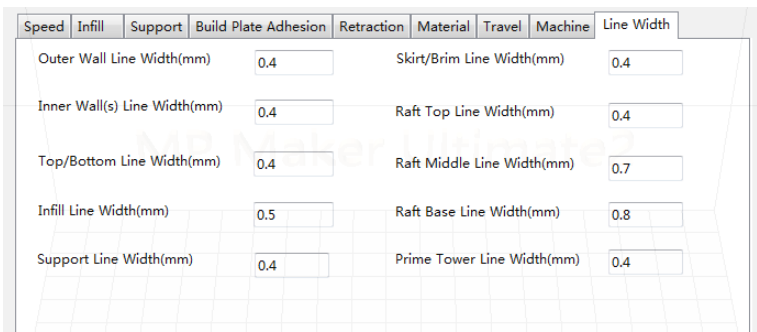 Speed Infill Support Build Plate Adhesion Retraction Material Travel Machine Line Width
Outer Wall Line Width(mm) 0.4 Skirt/Brim Line Width(mm) 0.4
Inner Wall(s) Line Width(mm) 0.4 Raft Top Line Width(mm) 0.4
MP Maker Ultimate2
Top/Bottom Line Width(mm) 0.4 Raft Middle Line Width(mm) 0.7
Infill Line Width(mm) 0.5 Raft Base Line Width(mm) 0.8
Support Line Width(mm) 0.4 Prime Tower Line Width(mm) 0.4